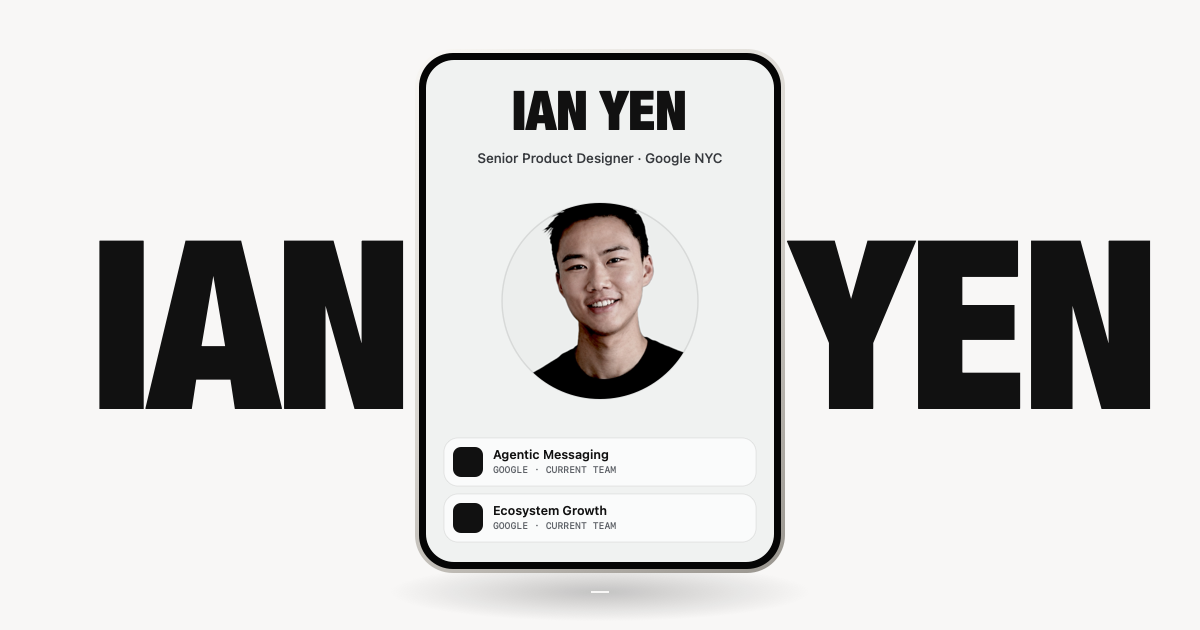 IAN YEN
IAN YEN
Senior Product Designer · Google NYC
Agentic Messaging
GOOGLE · CURRENT TEAM
Ecosystem Growth
GOOGLE · CURRENT TEAM